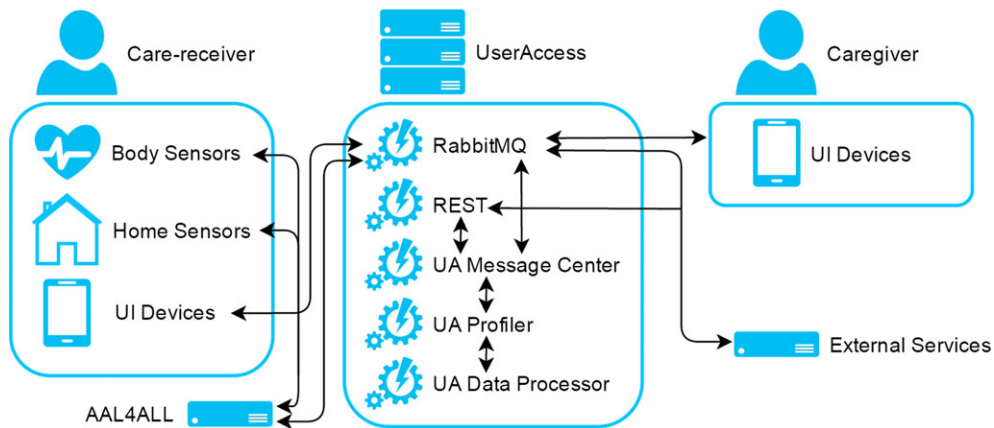 Care-receiver
UserAccess
Caregiver
Body Sensors
Home Sensors
UI Devices
AAL4ALL
RabbitMQ
REST
UA Message Center
UA Profiler
UA Data Processor
UI Devices
External Services